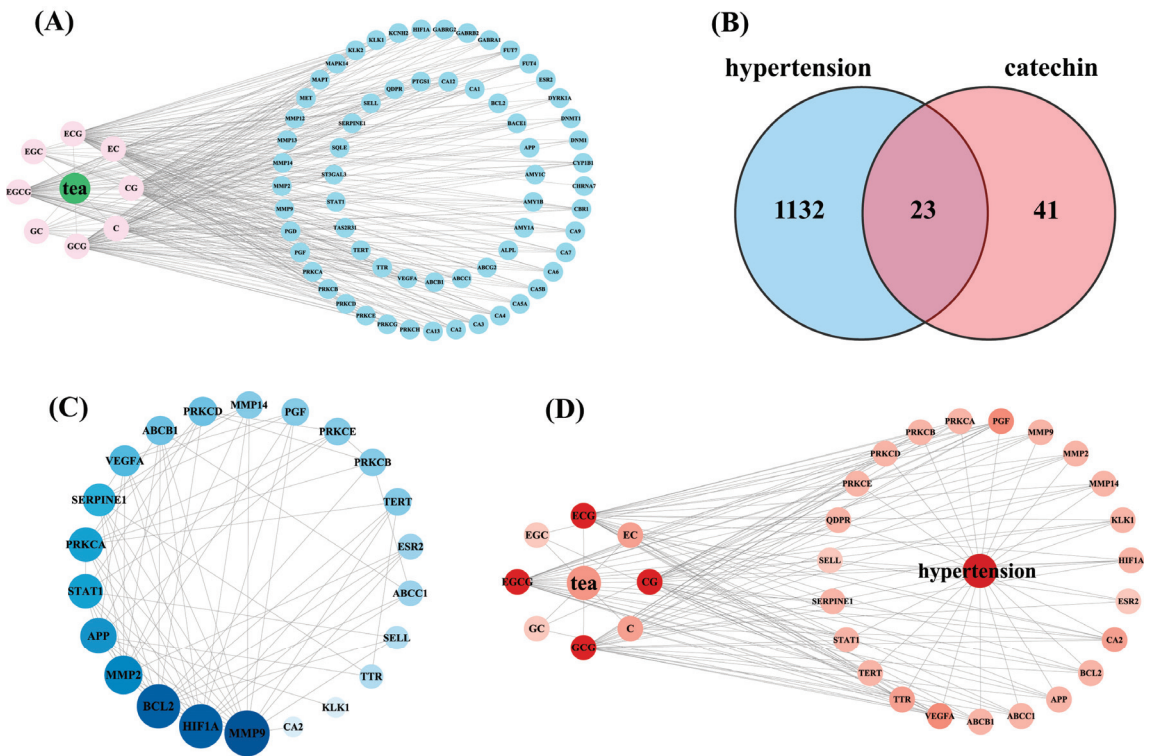 (A)
ECG
EGC
EC
EGCG
tea
CG
GC
C
GCG
HIF1A
GABRG2
GABRB2
GABRA1
FUT7
FUT4
ESR2
DYRK1A
DNMT1
DNM1
CYP1B1
CHRNA7
CBR1
CA9
CA7
CA6
CA5B
CA5A
CA4
CA3
CA2
CA13
PRKCH
PRKCG
PRKCE
PRKCD
PRKCB
PRKCA
PGF
PGD
MMP9
MMP2
MMP14
MMP13
MMP12
MET
MAPT
MAPK14
KLK2
KLK1
KCNH2
PTGS1
CA12
CA1
BCL2
BACE1
APP
AMY1C
AMY1B
AMY1A
ALPL
ABCG2
ABCC1
ABCB1
VEGFA
TTR
TERT
TAS2R31
STAT1
ST3GAL3
SQLE
SERPINE1
SELL
QDPR
(B)
hypertension
catechin
1132
23
41
(C)
MMP14
PGF
PRKCE
PRKCB
TERT
ESR2
ABCC1
SELL
TTR
KLK1
CA2
MMP9
HIF1A
BCL2
MMP2
APP
STAT1
PRKCA
SERPINE1
VEGFA
ABCB1
PRKCD
(D)
ECG
EGC
EC
EGCG
tea
CG
GC
C
GCG
hypertension
PGF
MMP9
MMP2
MMP14
KLK1
HIF1A
ESR2
CA2
BCL2
APP
ABCC1
ABCB1
VEGFA
TTR
TERT
STAT1
SERPINE1
SELL
QDPR
PRKCE
PRKCD
PRKCB
PRKCA